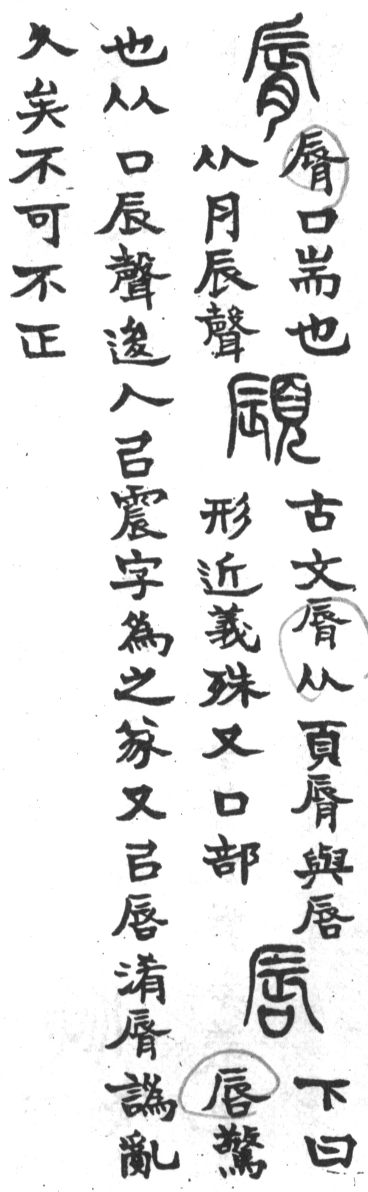 脣
脣口耑也
从月辰聲
𩒹
古文脣从頁脣與唇
形近義殊又口部
唇
下曰
唇驚
也从口辰聲後人㠯震字為之篆又㠯唇淆脣譌亂
久矣不可不正